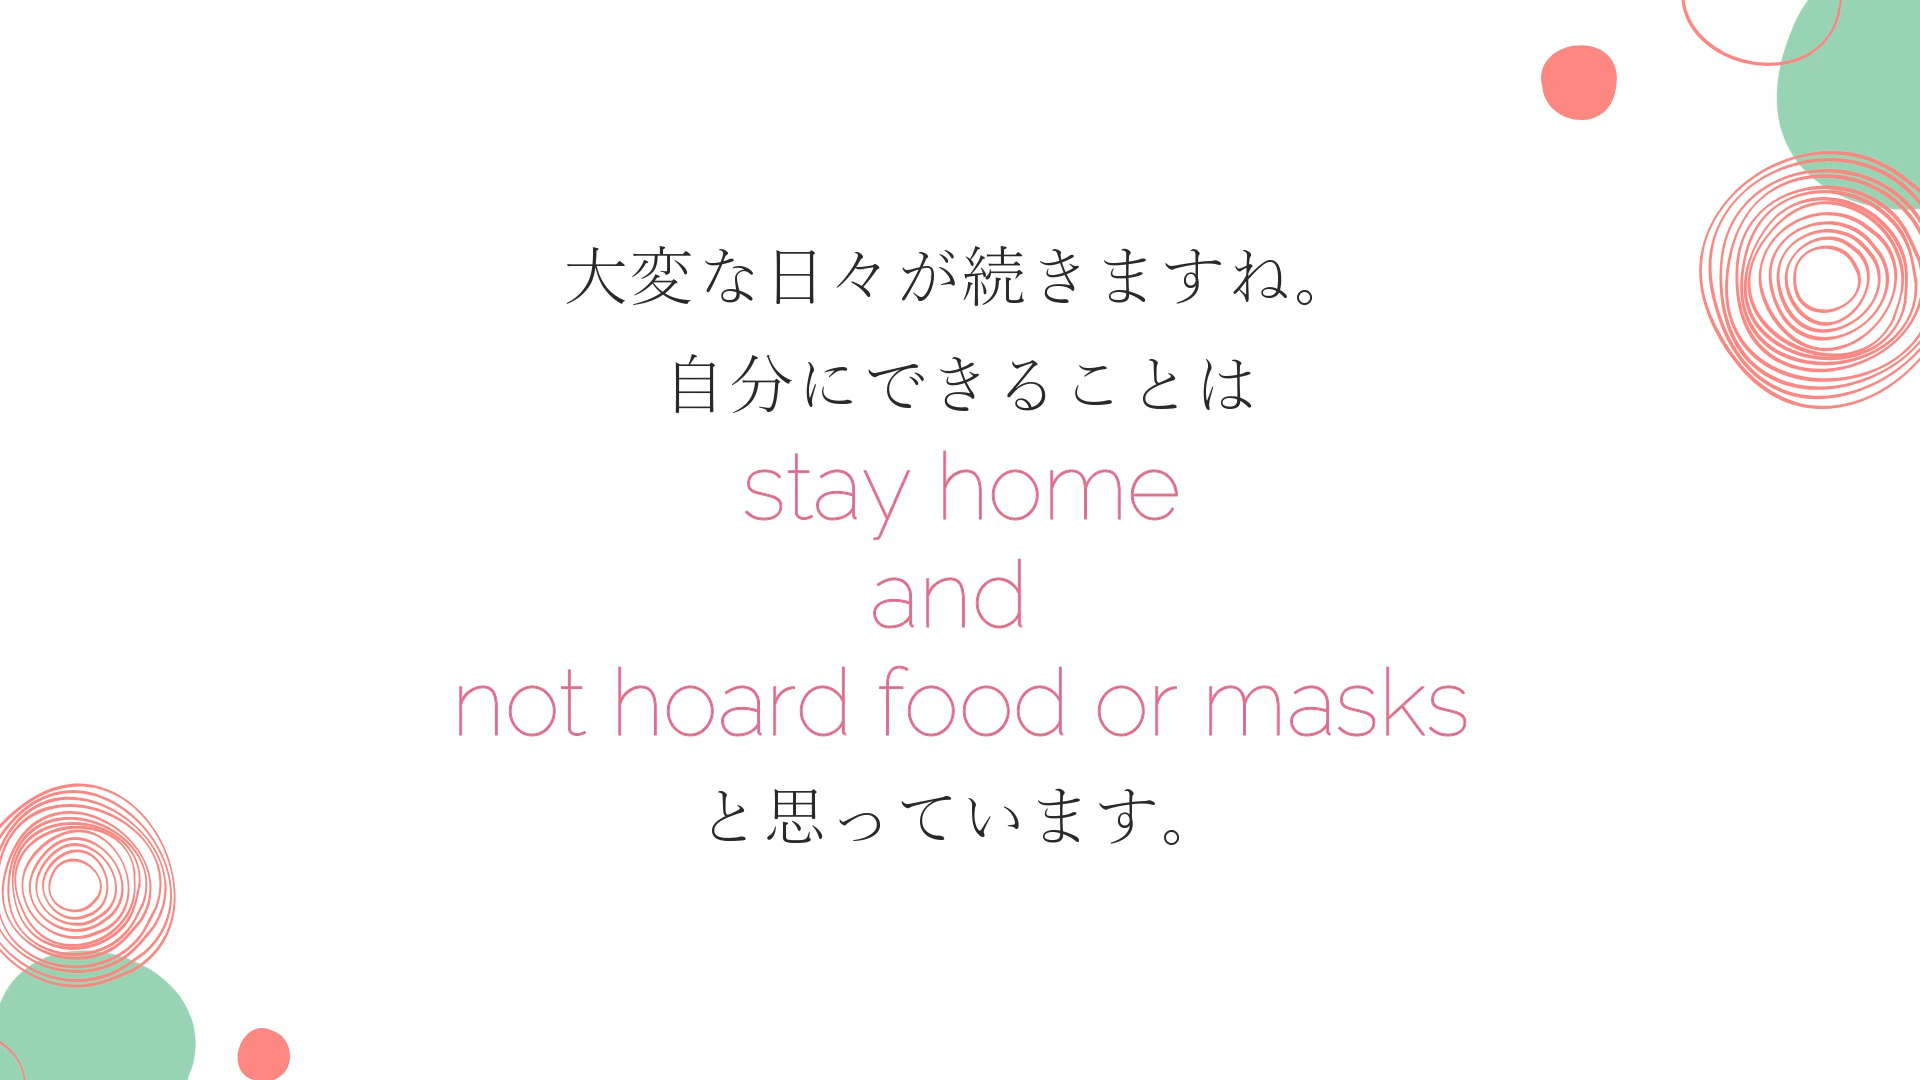 大変な日々が続きますね。
自分にできることは
stay home
and
not hoard food or masks
と思っています。